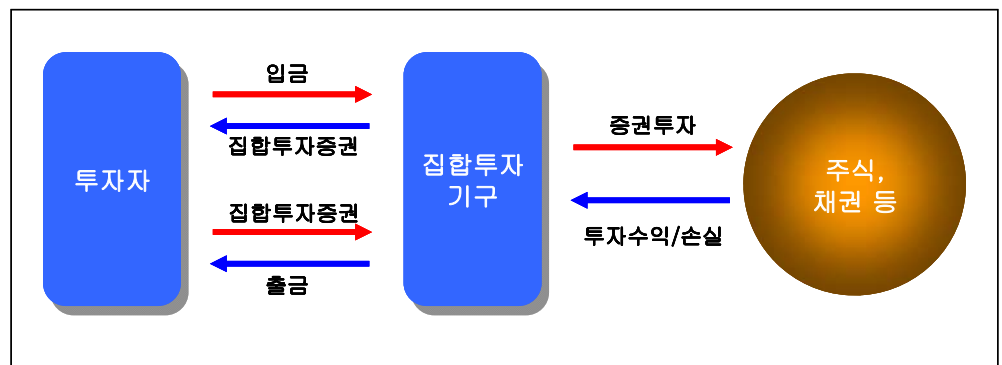 투자자
입금
집합투자증권
집합투자증권
출금
집합투자
기구
증권투자
투자수익/손실
주식,
채권 등